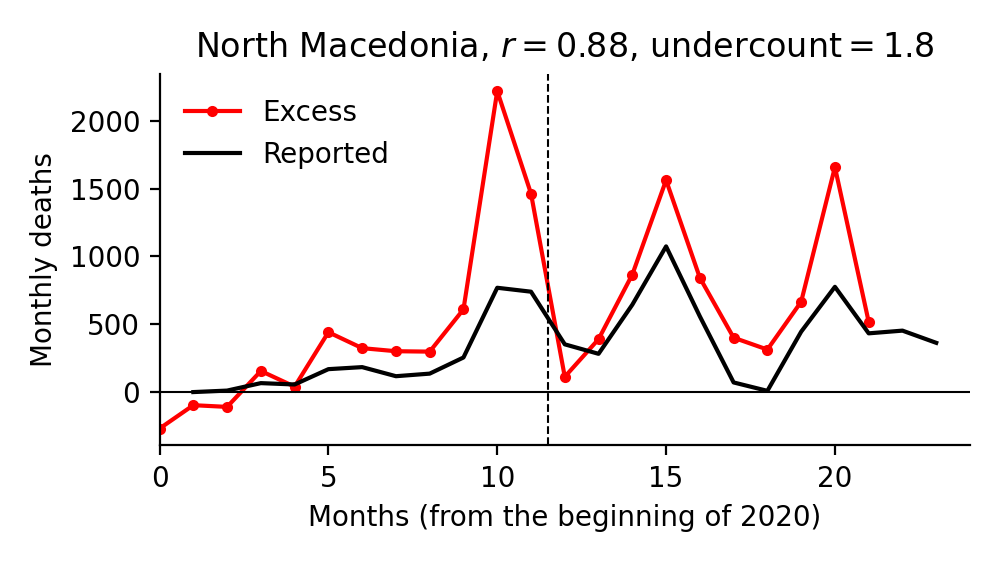 North Macedonia, r = 0.88, undercount = 1.8
Excess
Reported
Monthly deaths
2000
1500
1000
500
0
0 5 10 15 20
Months (from the beginning of 2020)